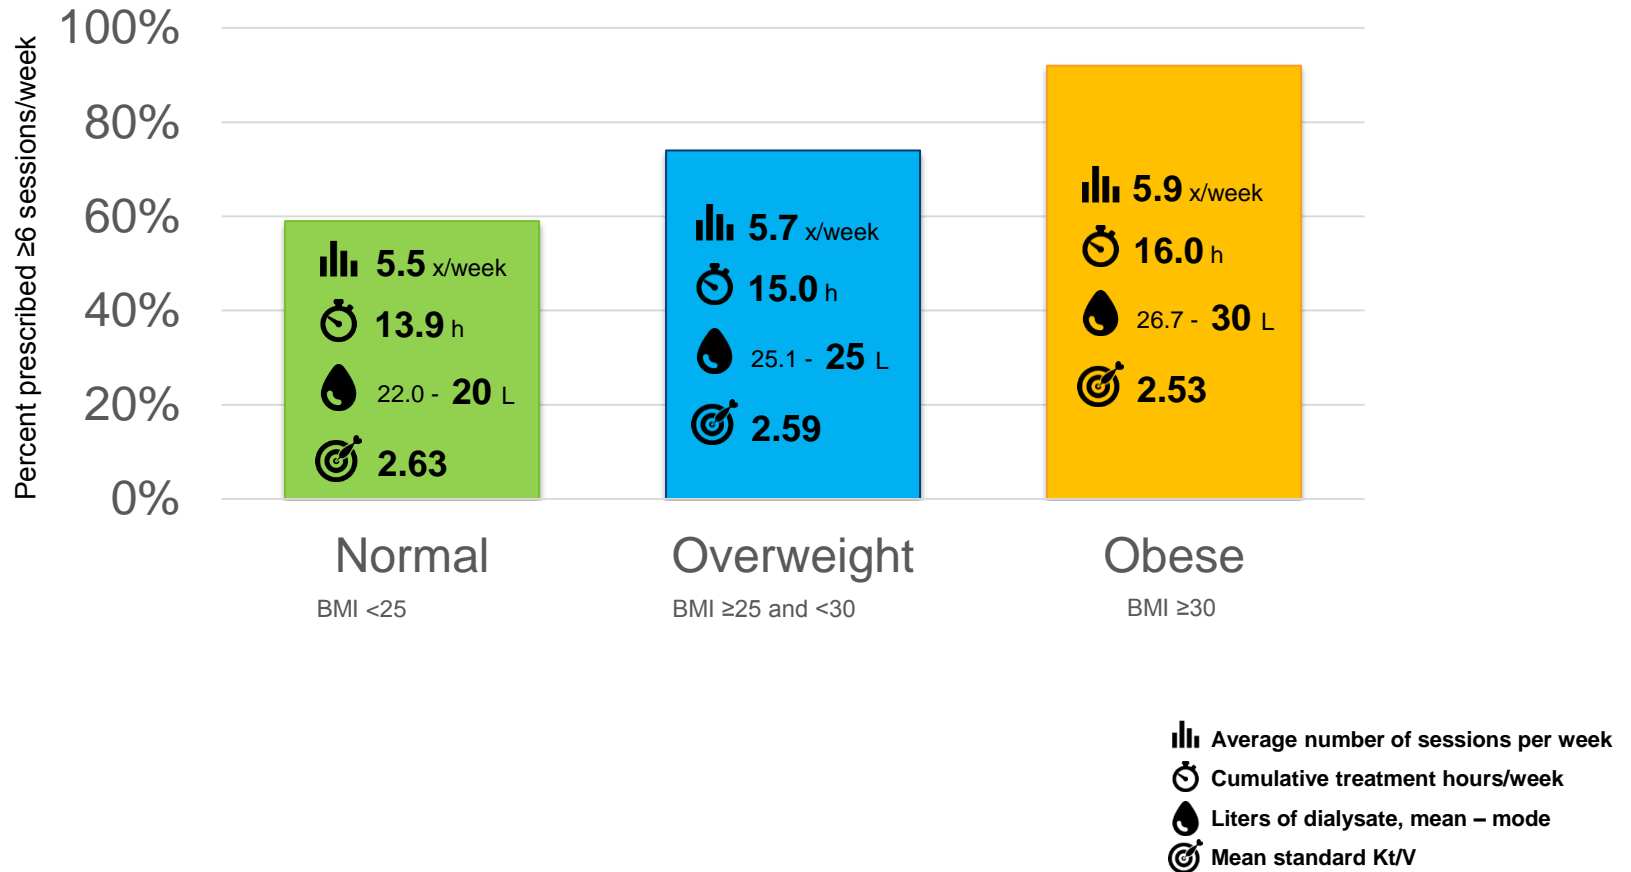 Percent prescribed ≥6 sessions/week
100%
80%
60%
40%
20%
0%
5.5 x/week
13.9 h
22.0 - 20 L
2.63
5.7 x/week
15.0 h
25.1 - 25 L
2.59
5.9 x/week
16.0 h
26.7 - 30 L
2.53
Normal
BMI <25
Overweight
BMI ≥25 and <30
Obese
BMI ≥30
Average number of sessions per week
Cumulative treatment hours/week
Liters of dialysate, mean – mode
Mean standard Kt/V